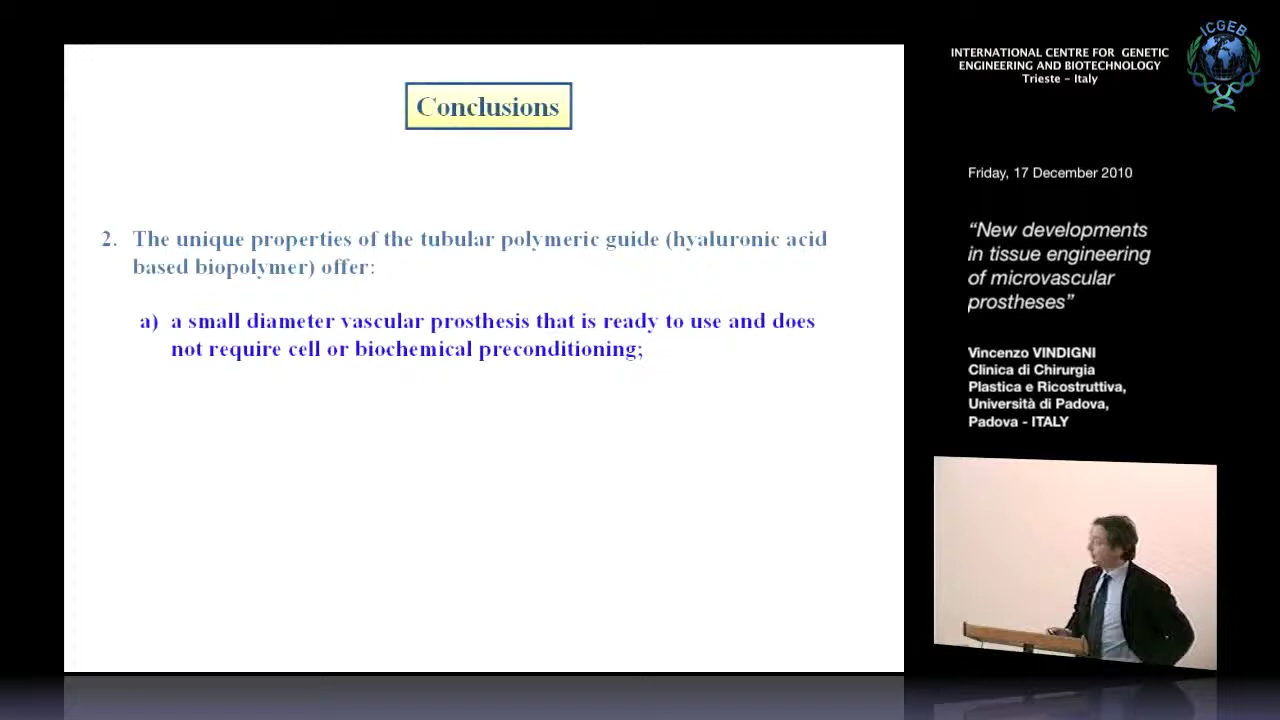 Conclusions
2. The unique properties of the tubular polymeric guide (hyaluronic acid
based biopolymer) offer:
a) a small diameter vascular prosthesis that is ready to use and does
not require cell or biochemical preconditioning;
INTERNATIONAL CENTRE FOR GENETIC
ENGINEERING AND BIOTECHNOLOGY
Trieste - Italy
ICGEB
Friday, 17 December 2010
“New developments
in tissue engineering
of microvascular
prostheses”
Vincenzo VINDIGNI
Clinica di Chirurgia
Plastica e Ricostruttiva,
Università di Padova,
Padova - ITALY